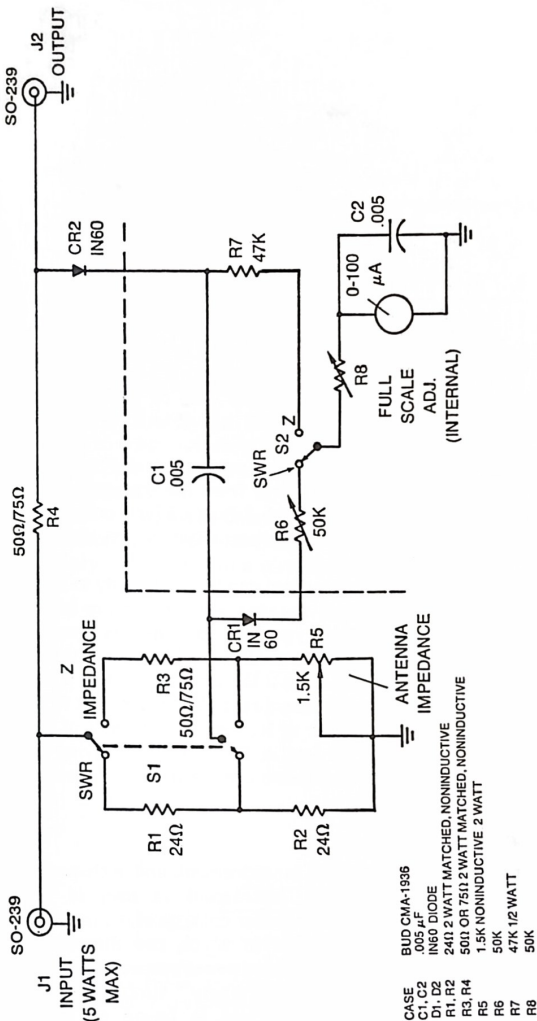 SO-239
J1
INPUT
(5 WATTS
MAX)
SO-239
J2
OUTPUT
50Ω/75Ω
R4
CR2
IN60
Z
IMPEDANCE
SWR
S1
R1
24Ω
R2
24Ω
R3
50Ω/75Ω
R5
1.5K
ANTENNA
IMPEDANCE
CR1
IN
60
C1
.005
R7
47K
R6
50K
SWR
S2
Z
R8
FULL
SCALE
ADJ.
(INTERNAL)
0-100
µA
C2
.005
CASE BUD CMA-1936
C1, C2 .005 µF
D1, D2 IN60 DIODE
R1, R2 24Ω 2 WATT MATCHED, NONINDUCTIVE
R3, R4 50Ω OR 75Ω 2 WATT MATCHED, NONINDUCTIVE
R5 1.5K NONINDUCTIVE 2 WATT
R6 50K
R7 47K 1/2 WATT
R8 50K